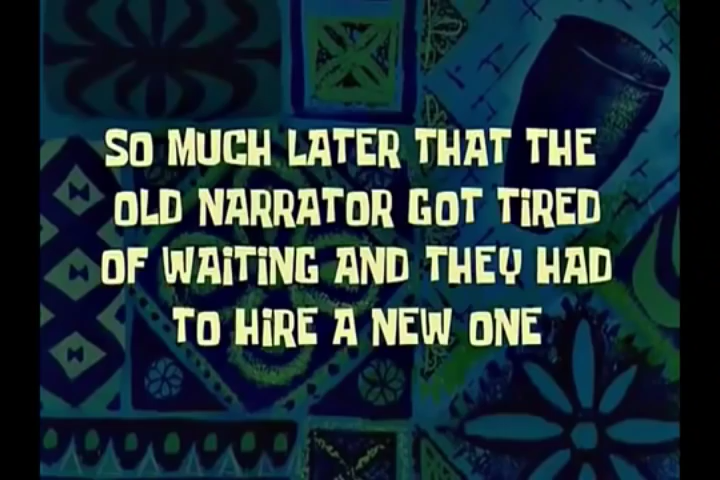 SO MUCH LATER THAT THE
OLD NARRATOR GOT TiRED
OF WAiTiNG AND THEY HAD
TO HiRE A NEW ONE